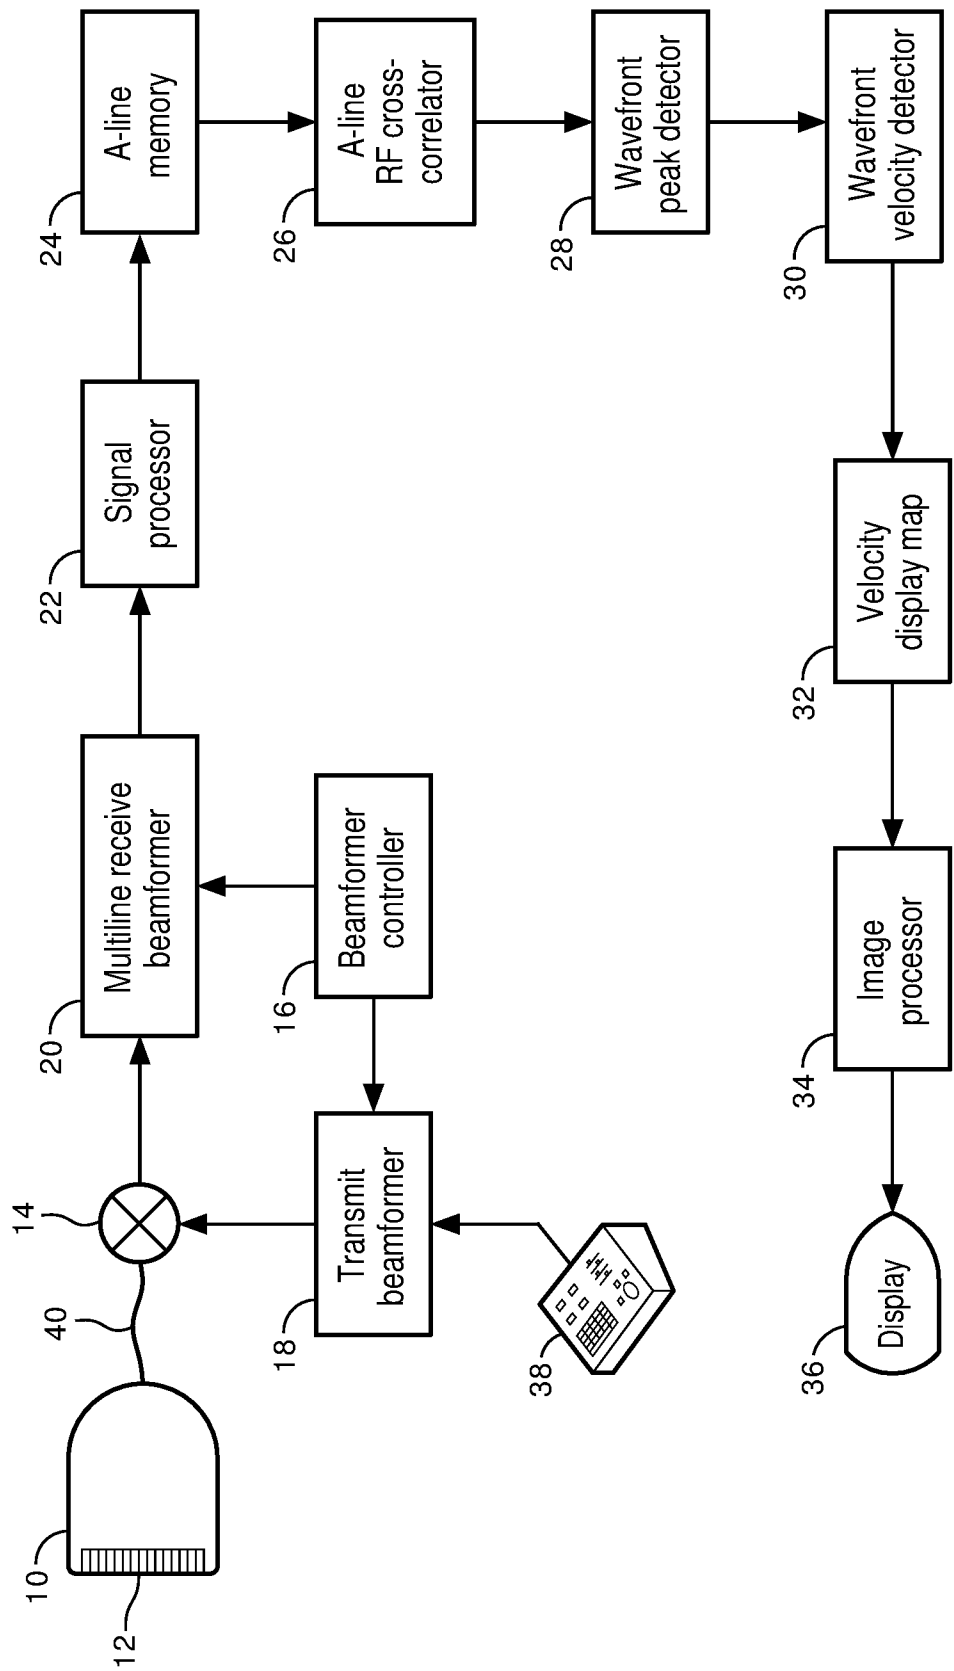 10
12
40
14
20
Multiline receive
beamformer
22
Signal
processor
24
A-line
memory
18
Transmit
beamformer
16
Beamformer
controller
26
A-line
RF cross-
correlator
38
28
Wavefront
peak detector
36
Display
34
Image
processor
32
Velocity
display map
30
Wavefront
velocity detector